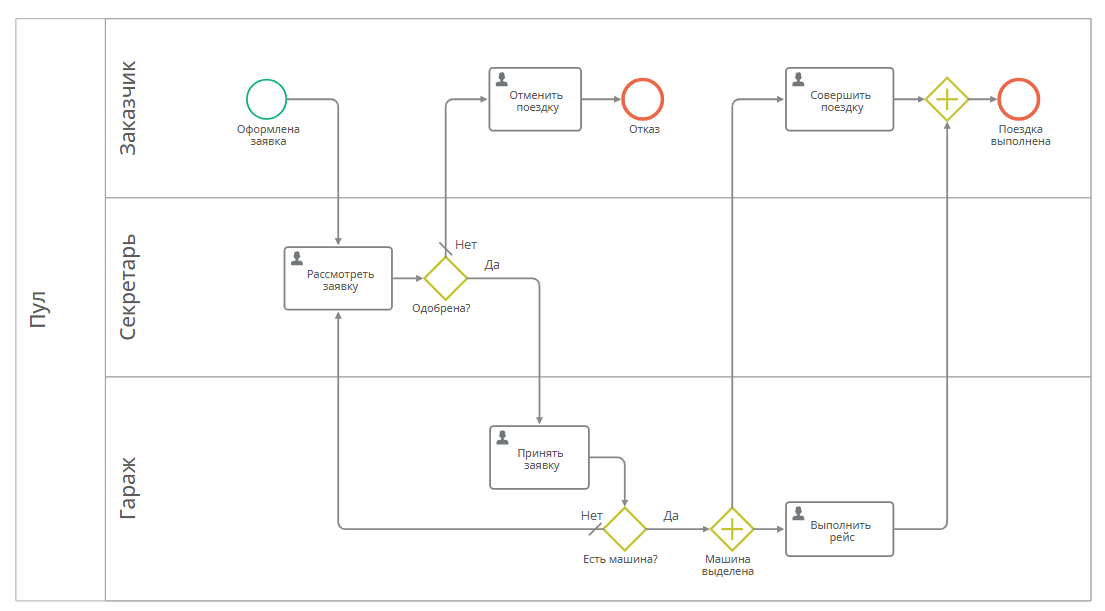 Пул
Заказчик
Оформлена
заявка
Отменить
поездку
Отказ
Совершить
поездку
Поездка
выполнена
Секретарь
Рассмотреть
заявку
Нет
Да
Одобрена?
Гараж
Принять
заявку
Нет
Да
Есть машина?
Машина
выделена
Выполнить
рейс